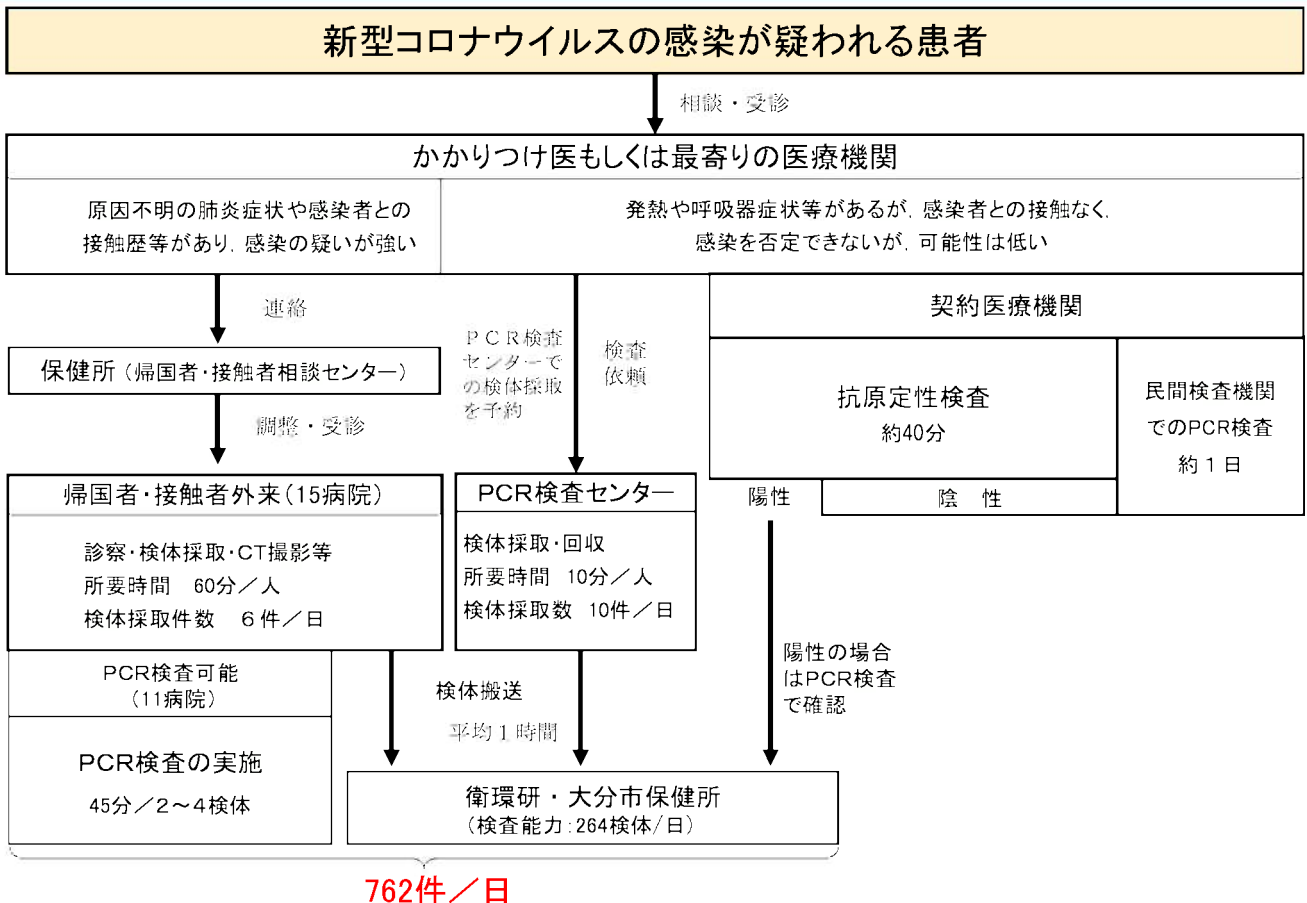 新型コロナウイルスの感染が疑われる患者
相談・受診
かかりつけ医もしくは最寄りの医療機関
原因不明の肺炎症状や感染者との
接触歴等があり，感染の疑いが強い
発熱や呼吸器症状等があるが，感染者との接触なく，
感染を否定できないが，可能性は低い
連絡
保健所（帰国者・接触者相談センター）
調整・受診
ＰＣＲ検査
センターで
の検体採取
を予約
検査
依頼
契約医療機関
抗原定性検査
約40分
民間検査機関
でのPCR検査
約１日
陽性
陰　性
帰国者・接触者外来（15病院）
診察・検体採取・CT撮影等
所要時間　60分／人
検体採取件数　６件／日
PCR検査センター
検体採取・回収
所要時間　10分／人
検体採取数　10件／日
PCR検査可能
（11病院）
検体搬送
平均１時間
陽性の場合
はPCR検査
で確認
PCR検査の実施
45分／２～４検体
衛環研・大分市保健所
（検査能力：264検体/日）
762件／日